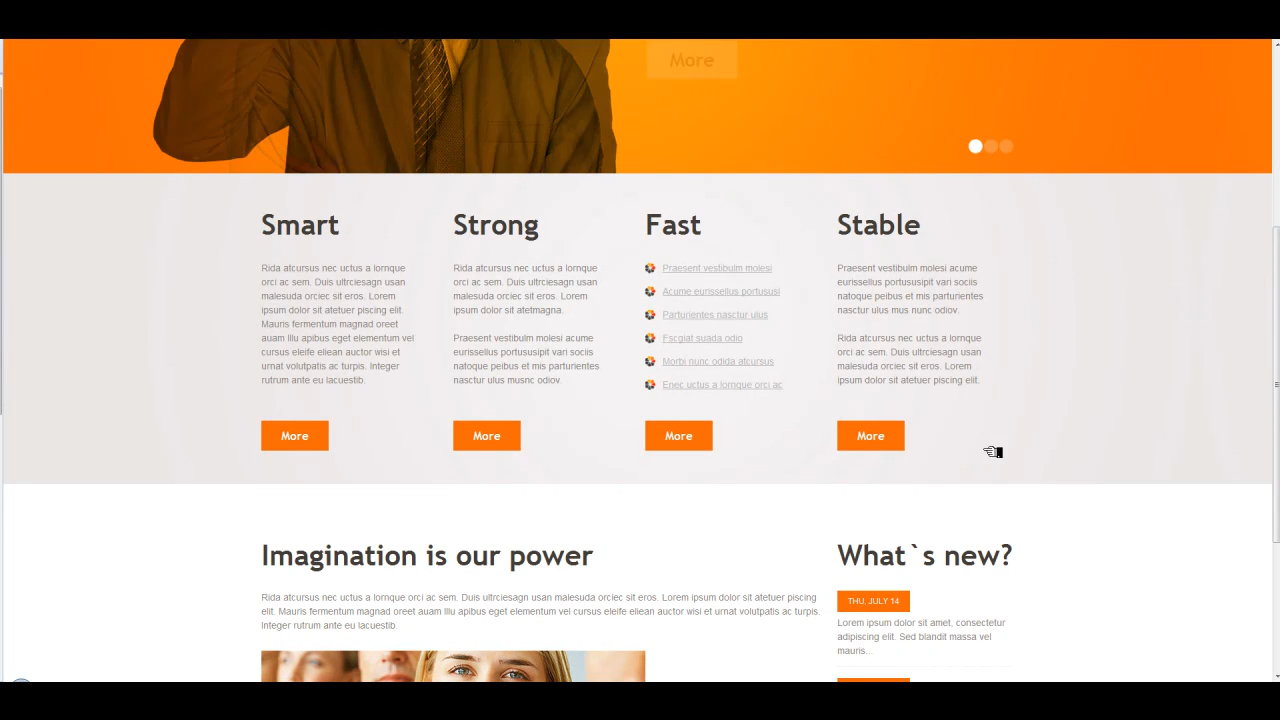 More
Smart
Rida atcursus nec uctus a lornque
orci ac sem. Duis ultrciesagn usan
malesuda orciec sit eros. Lorem
ipsum dolor sit atetuer piscing elit.
Mauris fermentum magnad oreet
auam lliu apibus eget elementum vel
cursus eleife eliean auctor wisi et
urnat volutpatis ac turpis. Integer
rutrum ante eu lacuestib.
More
Strong
Rida atcursus nec uctus a lornque
orci ac sem. Duis ultrciesagn usan
malesuda orciec sit eros. Lorem
ipsum dolor sit atetmagna.
Praesent vestibulm molesi acume
eurissellus portususipit vari sociis
natoque peibus et mis parturientes
nasctur ulus musnc odiov.
More
Fast
Praesent vestibulm molesi
Acume eurissellus portususi
Parturientes nasctur ulus
Fscgiat suada odio
Morbi nunc odida atcursus
Enec uctus a lornque orci ac
More
Stable
Praesent vestibulm molesi acume
eurissellus portususipit vari sociis
natoque peibus et mis parturientes
nasctur ulus mus nunc odiov.
Rida atcursus nec uctus a lornque
orci ac sem. Duis ultrciesagn usan
malesuda orciec sit eros. Lorem
ipsum dolor sit atetuer piscing elit.
More
Imagination is our power
Rida atcursus nec uctus a lornque orci ac sem. Duis ultrciesagn usan malesuda orciec sit eros. Lorem ipsum dolor sit atetuer piscing
elit. Mauris fermentum magnad oreet auam lliu apibus eget elementum vel cursus eleife eliean auctor wisi et urnat volutpatis ac turpis.
Integer rutrum ante eu lacuestib.
What`s new?
THU, JULY 14
Lorem ipsum dolor sit amet, consectetur
adipiscing elit. Sed blandit massa vel
mauris...